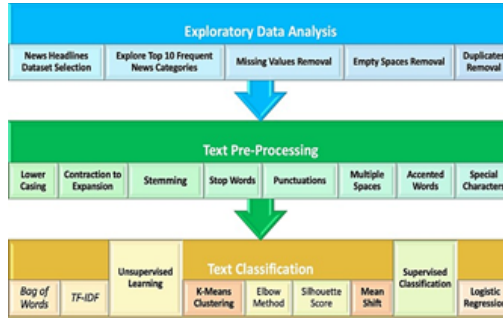 Exploratory Data Analysis
News Headlines
Dataset Selection
Explore Top 10 Frequent
News Categories
Missing Values Removal
Empty Spaces Removal
Duplicates
Removal
Text Pre-Processing
Lower
Casing
Contraction to
Expansion
Stemming
Stop Words
Punctuations
Multiple
Spaces
Accented
Words
Special
Characters
Text Classification
Bag of
Words
TF-IDF
Unsupervised
Learning
K-Means
Clustering
Elbow
Method
Silhouette
Score
Mean
Shift
Supervised
Classification
Logistic
Regression